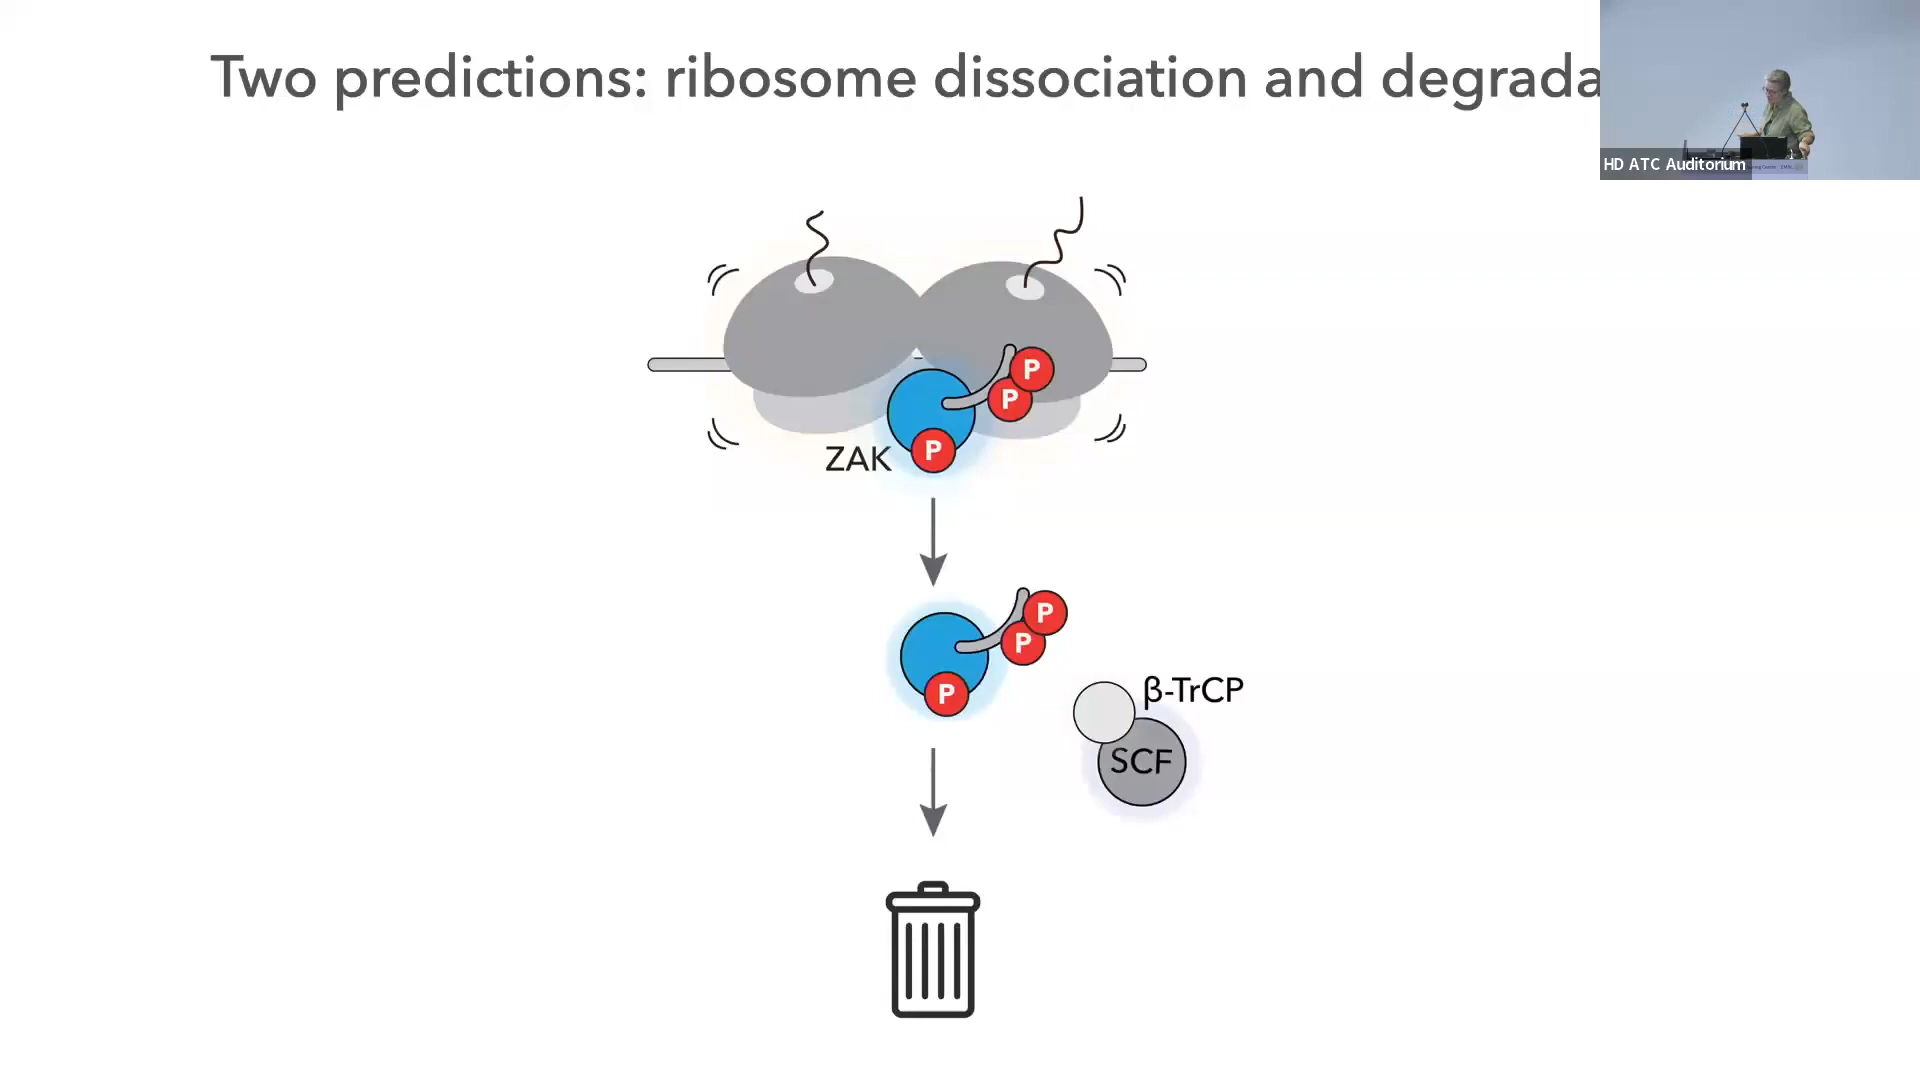 Two predictions: ribosome dissociation and degrada
HD ATC Auditorium
P
P
ZAK
P
P
P
P
β-TrCP
SCF